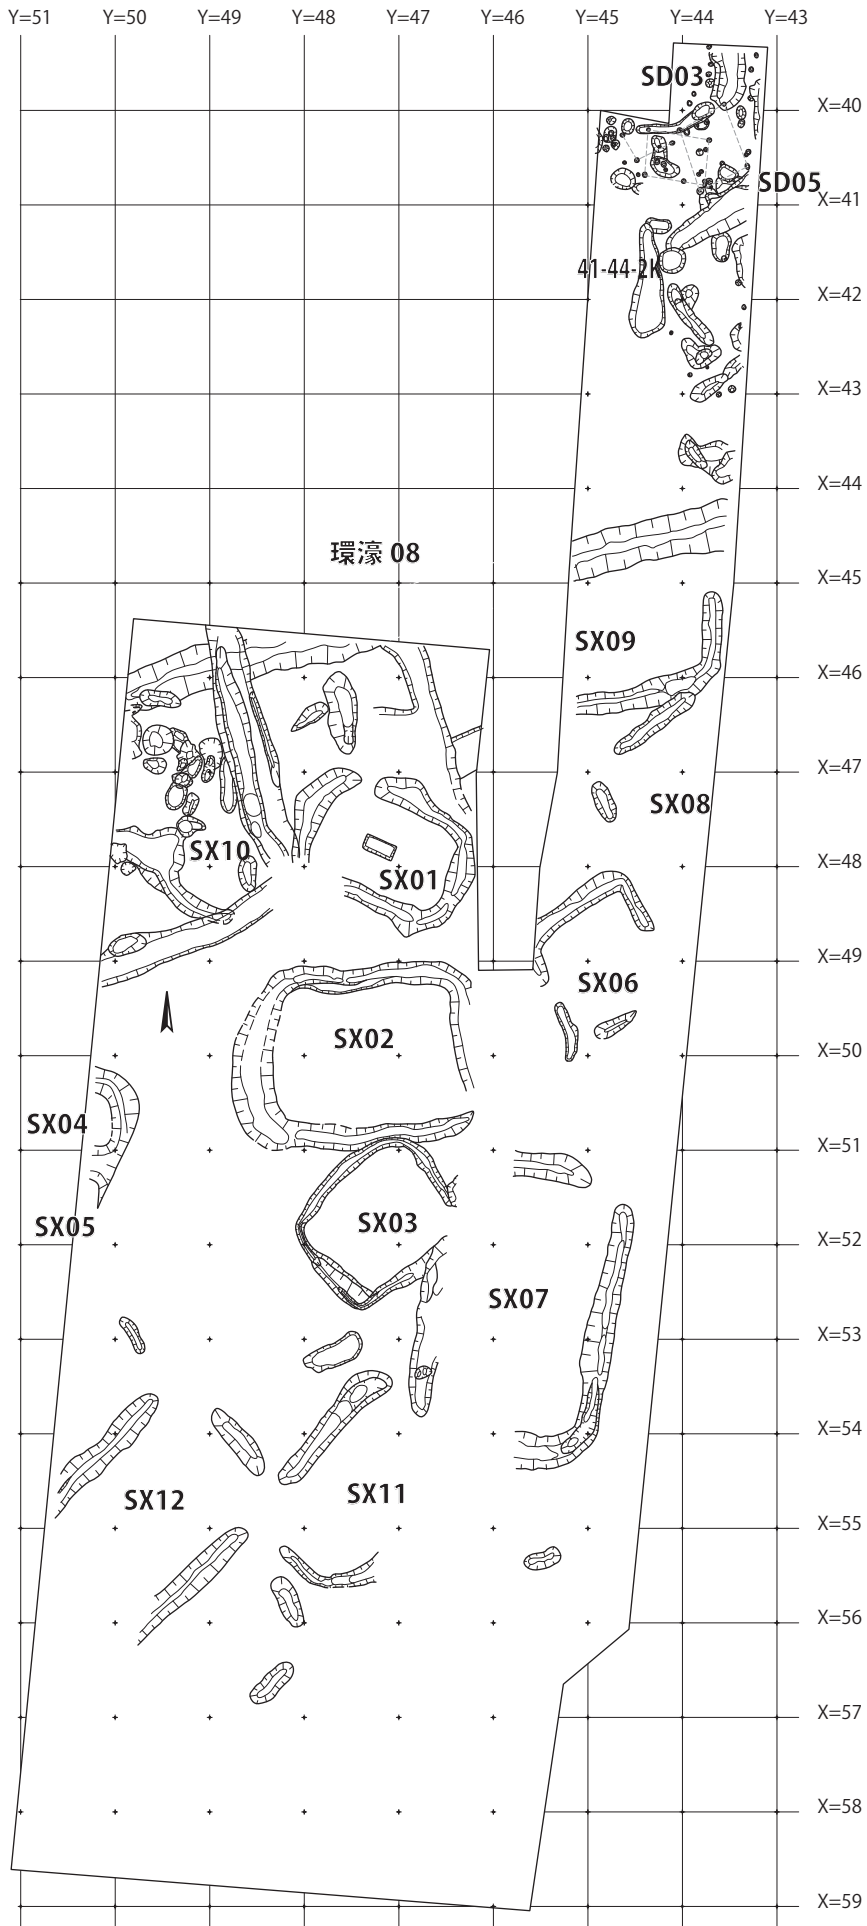 Y=51 Y=50 Y=49 Y=48 Y=47 Y=46 Y=45 Y=44 Y=43
SD03
X=40
SD05
X=41
41-44-2K
X=42
X=43
X=44
環濠 08
X=45
SX09
X=46
X=47
SX08
SX10
X=48
SX01
X=49
SX06
SX02
X=50
SX04
X=51
SX03
SX05
X=52
SX07
X=53
X=54
SX11
SX12
X=55
X=56
X=57
X=58
X=59